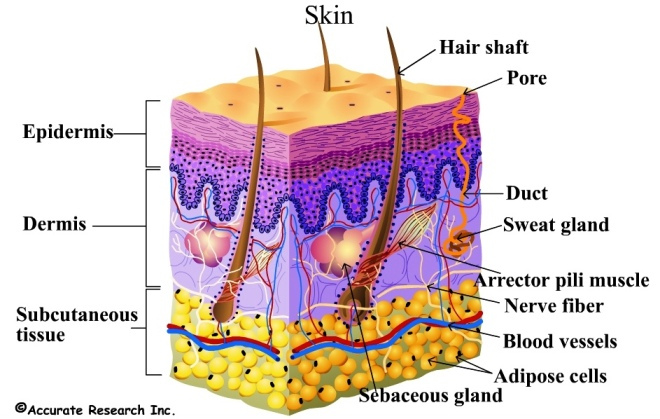 Skin
Hair shaft
Pore
Epidermis
Duct
Dermis
Sweat gland
Arrector pili muscle
Nerve fiber
Subcutaneous
tissue
Blood vessels
Adipose cells
Sebaceous gland
©Accurate Research Inc.